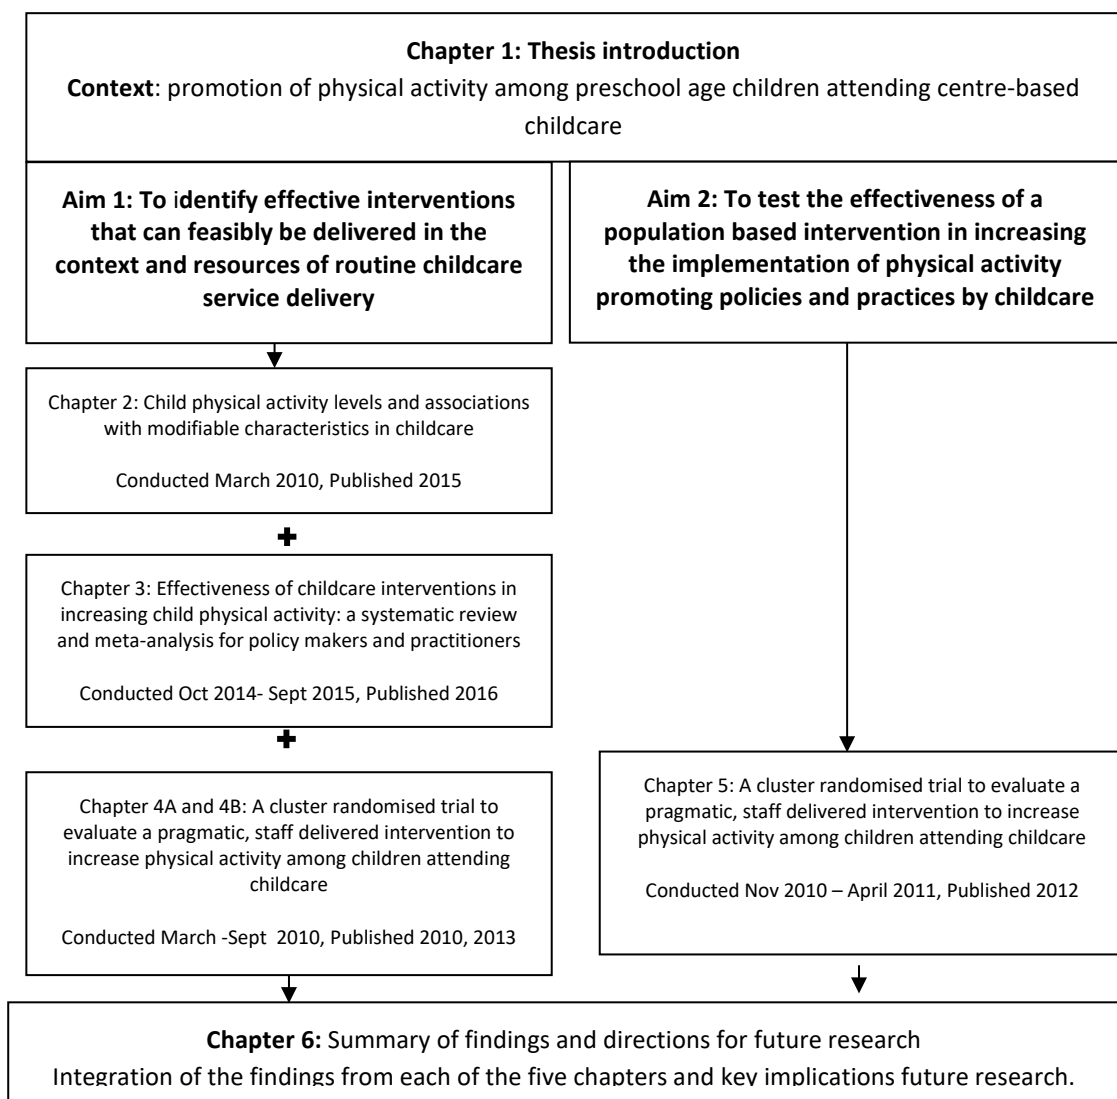 Chapter 1: Thesis introduction
Context: promotion of physical activity among preschool age children attending centre-based
childcare
Aim 1: To identify effective interventions
that can feasibly be delivered in the
context and resources of routine childcare
service delivery
Aim 2: To test the effectiveness of a
population based intervention in increasing
the implementation of physical activity
promoting policies and practices by childcare
Chapter 2: Child physical activity levels and associations
with modifiable characteristics in childcare
Conducted March 2010, Published 2015
+
Chapter 3: Effectiveness of childcare interventions in
increasing child physical activity: a systematic review
and meta-analysis for policy makers and practitioners
Conducted Oct 2014- Sept 2015, Published 2016
+
Chapter 4A and 4B: A cluster randomised trial to
evaluate a pragmatic, staff delivered intervention to
increase physical activity among children attending
childcare
Conducted March -Sept  2010, Published 2010, 2013
Chapter 5: A cluster randomised trial to evaluate a
pragmatic, staff delivered intervention to increase
physical activity among children attending childcare
Conducted Nov 2010 – April 2011, Published 2012
Chapter 6: Summary of findings and directions for future research
Integration of the findings from each of the five chapters and key implications future research.